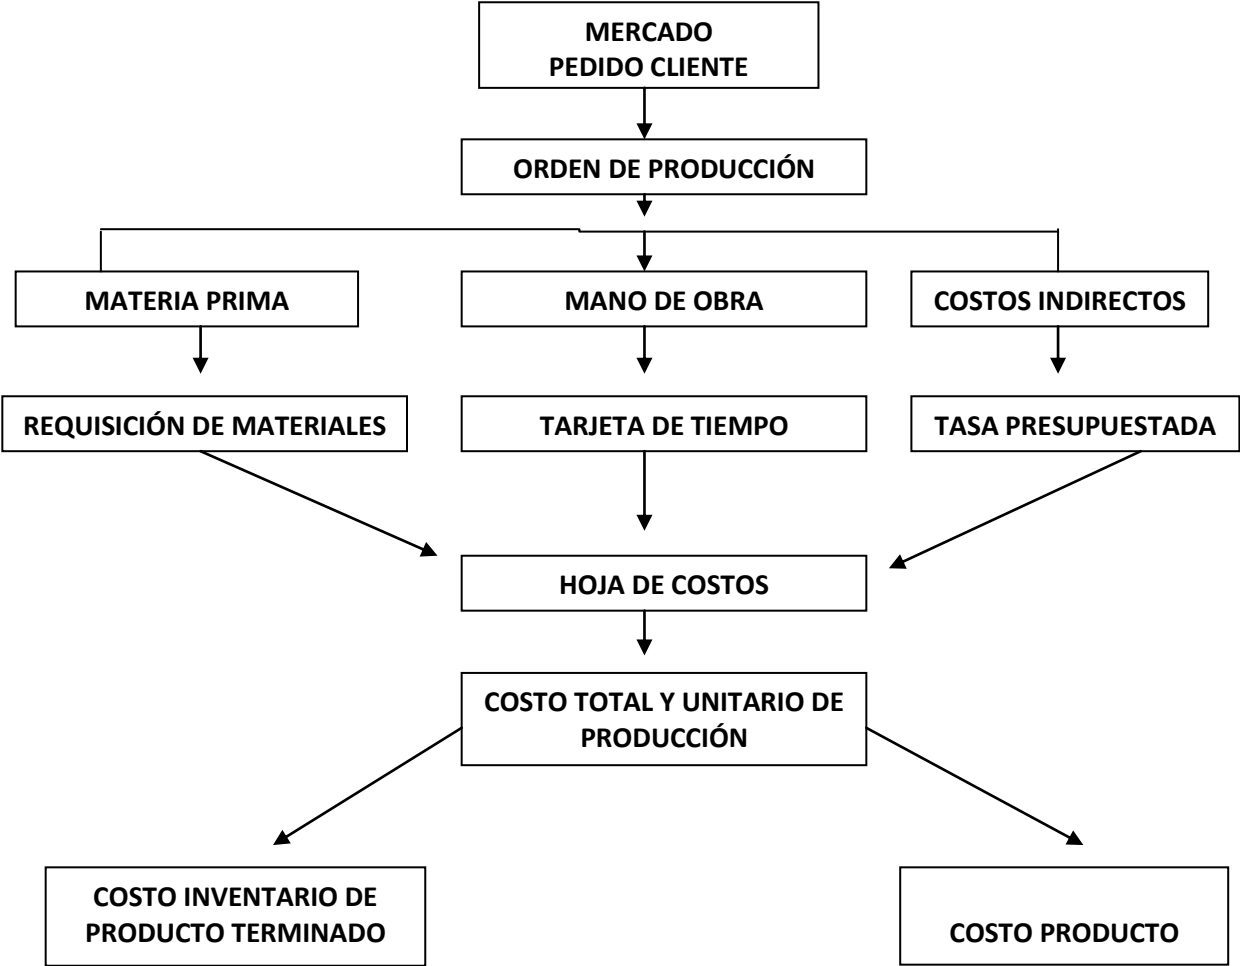 MERCADO
PEDIDO CLIENTE
ORDEN DE PRODUCCIÓN
MATERIA PRIMA
MANO DE OBRA
COSTOS INDIRECTOS
REQUISICIÓN DE MATERIALES
TARJETA DE TIEMPO
TASA PRESUPUESTADA
HOJA DE COSTOS
COSTO TOTAL Y UNITARIO DE
PRODUCCIÓN
COSTO INVENTARIO DE
PRODUCTO TERMINADO
COSTO PRODUCTO